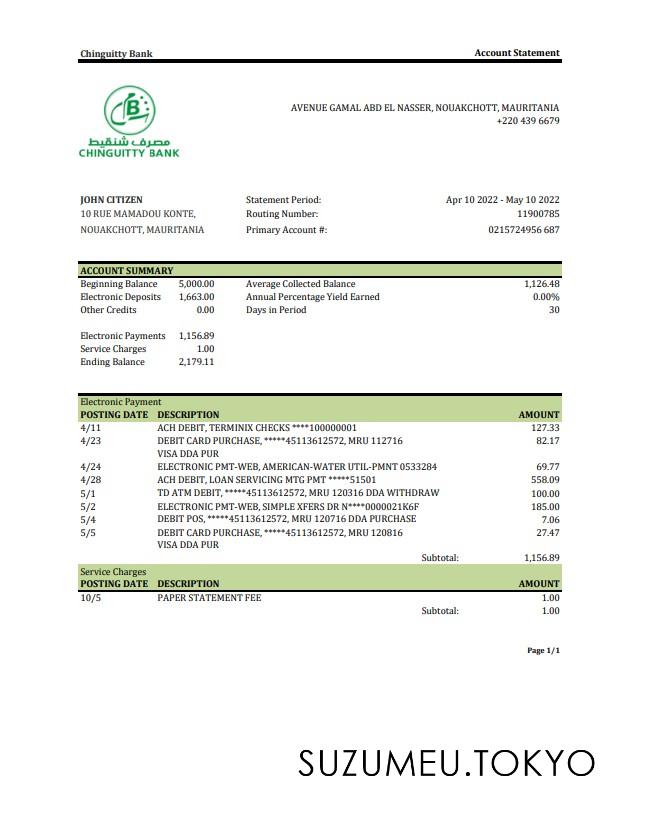 Chinguitty Bank Account Statement
AVENUE GAMAL ABD EL NASSER, NOUAKCHOTT, MAURITANIA
+220 439 6679
مصرف شنقيط
CHINGUITTY BANK
JOHN CITIZEN Statement Period: Apr 10 2022 - May 10 2022
10 RUE MAMADOU KONTE, Routing Number: 11900785
NOUAKCHOTT, MAURITANIA Primary Account #: 0215724956 687
ACCOUNT SUMMARY
Beginning Balance 5,000.00 Average Collected Balance 1,126.48
Electronic Deposits 1,663.00 Annual Percentage Yield Earned 0.00%
Other Credits 0.00 Days in Period 30
Electronic Payments 1,156.89
Service Charges 1.00
Ending Balance 2,179.11
Electronic Payment
POSTING DATE DESCRIPTION AMOUNT
4/11 ACH DEBIT, TERMINIX CHECKS ****100000001 127.33
4/23 DEBIT CARD PURCHASE, *****45113612572, MRU 112716 82.17
VISA DDA PUR
4/24 ELECTRONIC PMT-WEB, AMERICAN-WATER UTIL-PMNT 0533284 69.77
4/28 ACH DEBIT, LOAN SERVICING MTG PMT *****51501 558.09
5/1 TD ATM DEBIT, *****45113612572, MRU 120316 DDA WITHDRAW 100.00
5/2 ELECTRONIC PMT-WEB, SIMPLE XFERS DR N****0000021K6F 185.00
5/4 DEBIT POS, *****45113612572, MRU 120716 DDA PURCHASE 7.06
5/5 DEBIT CARD PURCHASE, *****45113612572, MRU 120816 27.47
VISA DDA PUR
Subtotal: 1,156.89
Service Charges
POSTING DATE DESCRIPTION AMOUNT
10/5 PAPER STATEMENT FEE 1.00
Subtotal: 1.00
Page 1/1
SUZUMEU.TOKYO